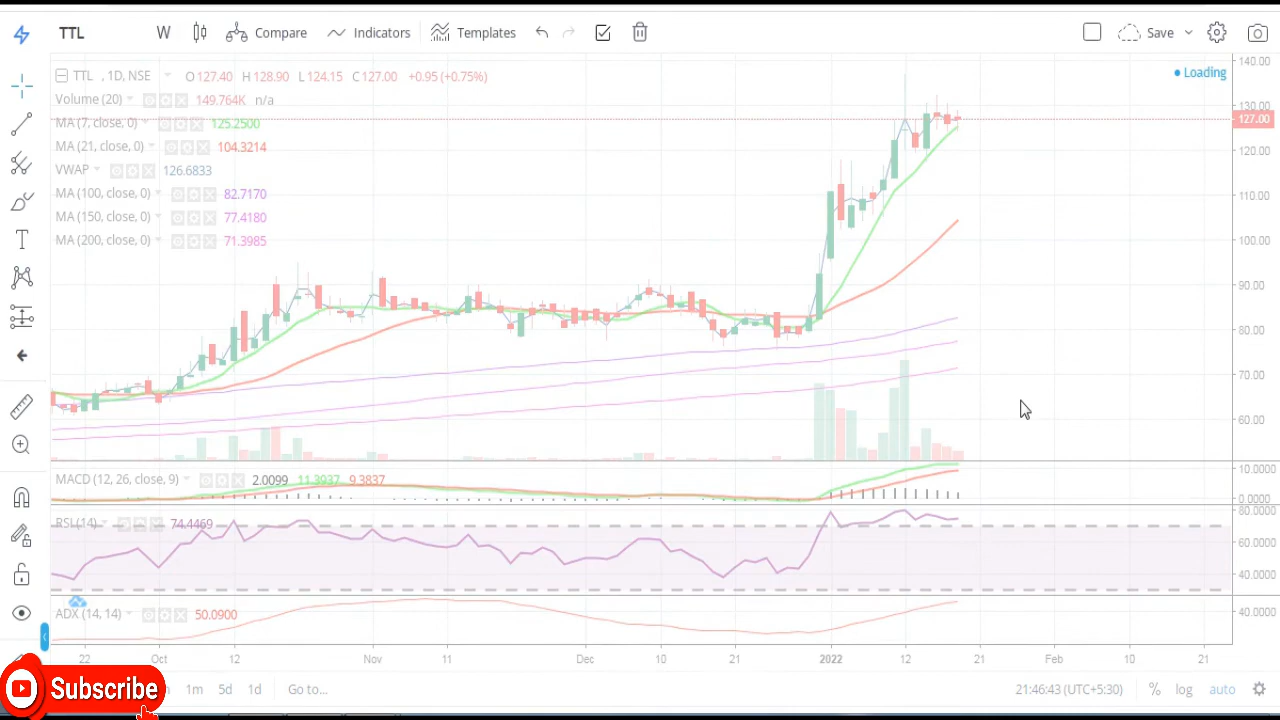 TTL W Compare Indicators Templates Save
TTL , 1D, NSE O127.40 H128.90 L124.15 C127.00 +0.95 (+0.75%)
Loading
Volume (20) 149.764K n/a
MA (7, close, 0) 125.2500
MA (21, close, 0) 104.3214
VWAP 126.6833
MA (100, close, 0) 82.7170
MA (150, close, 0) 77.4180
MA (200, close, 0) 71.3985
140.00
130.00
127.00
120.00
110.00
100.00
90.00
80.00
70.00
60.00
MACD (12, 26, close, 9) 2.0099 11.3937 9.3837
10.0000
0.0000
RSI (14) 74.4469
80.0000
60.0000
40.0000
ADX (14, 14) 50.0900
40.0000
22 Oct 12 Nov 11 Dec 10 21 2022 12 21 Feb 10 21
Subscribe
1m 5d 1d Go to... 21:46:43 (UTC+5:30) % log auto